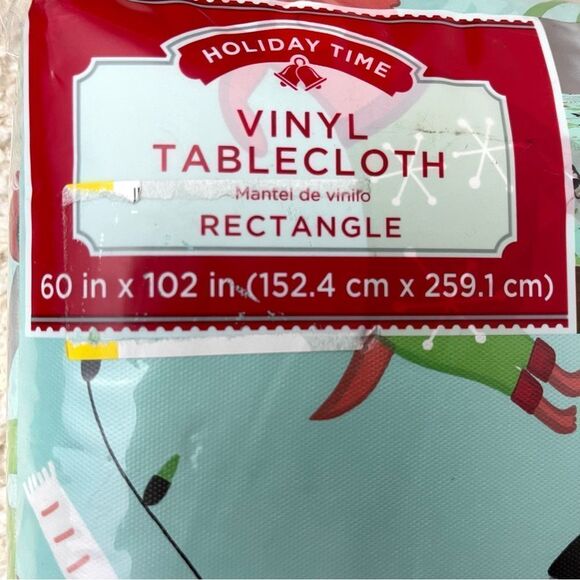 HOLIDAY TIME
VINYL
TABLECLOTH
Mantel de vinilo
RECTANGLE
60 in x 102 in (152.4 cm x 259.1 cm)